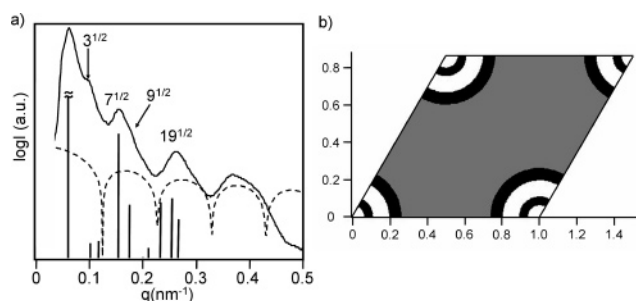 a)
b)
logI (a.u.)
3^{1/2}
7^{1/2}
9^{1/2}
19^{1/2}
≈
0 0.1 0.2 0.3 0.4 0.5
q(nm^{-1})
0.8
0.6
0.4
0.2
0
0 0.2 0.4 0.6 0.8 1.0 1.2 1.4